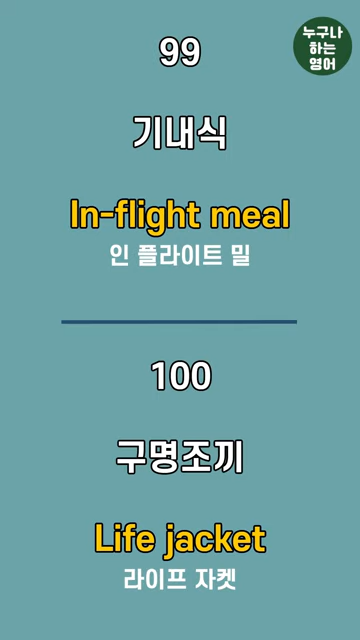 누구나
하는
영어
99
기내식
In-flight meal
인 플라이트 밀
100
구명조끼
Life jacket
라이프 자켓